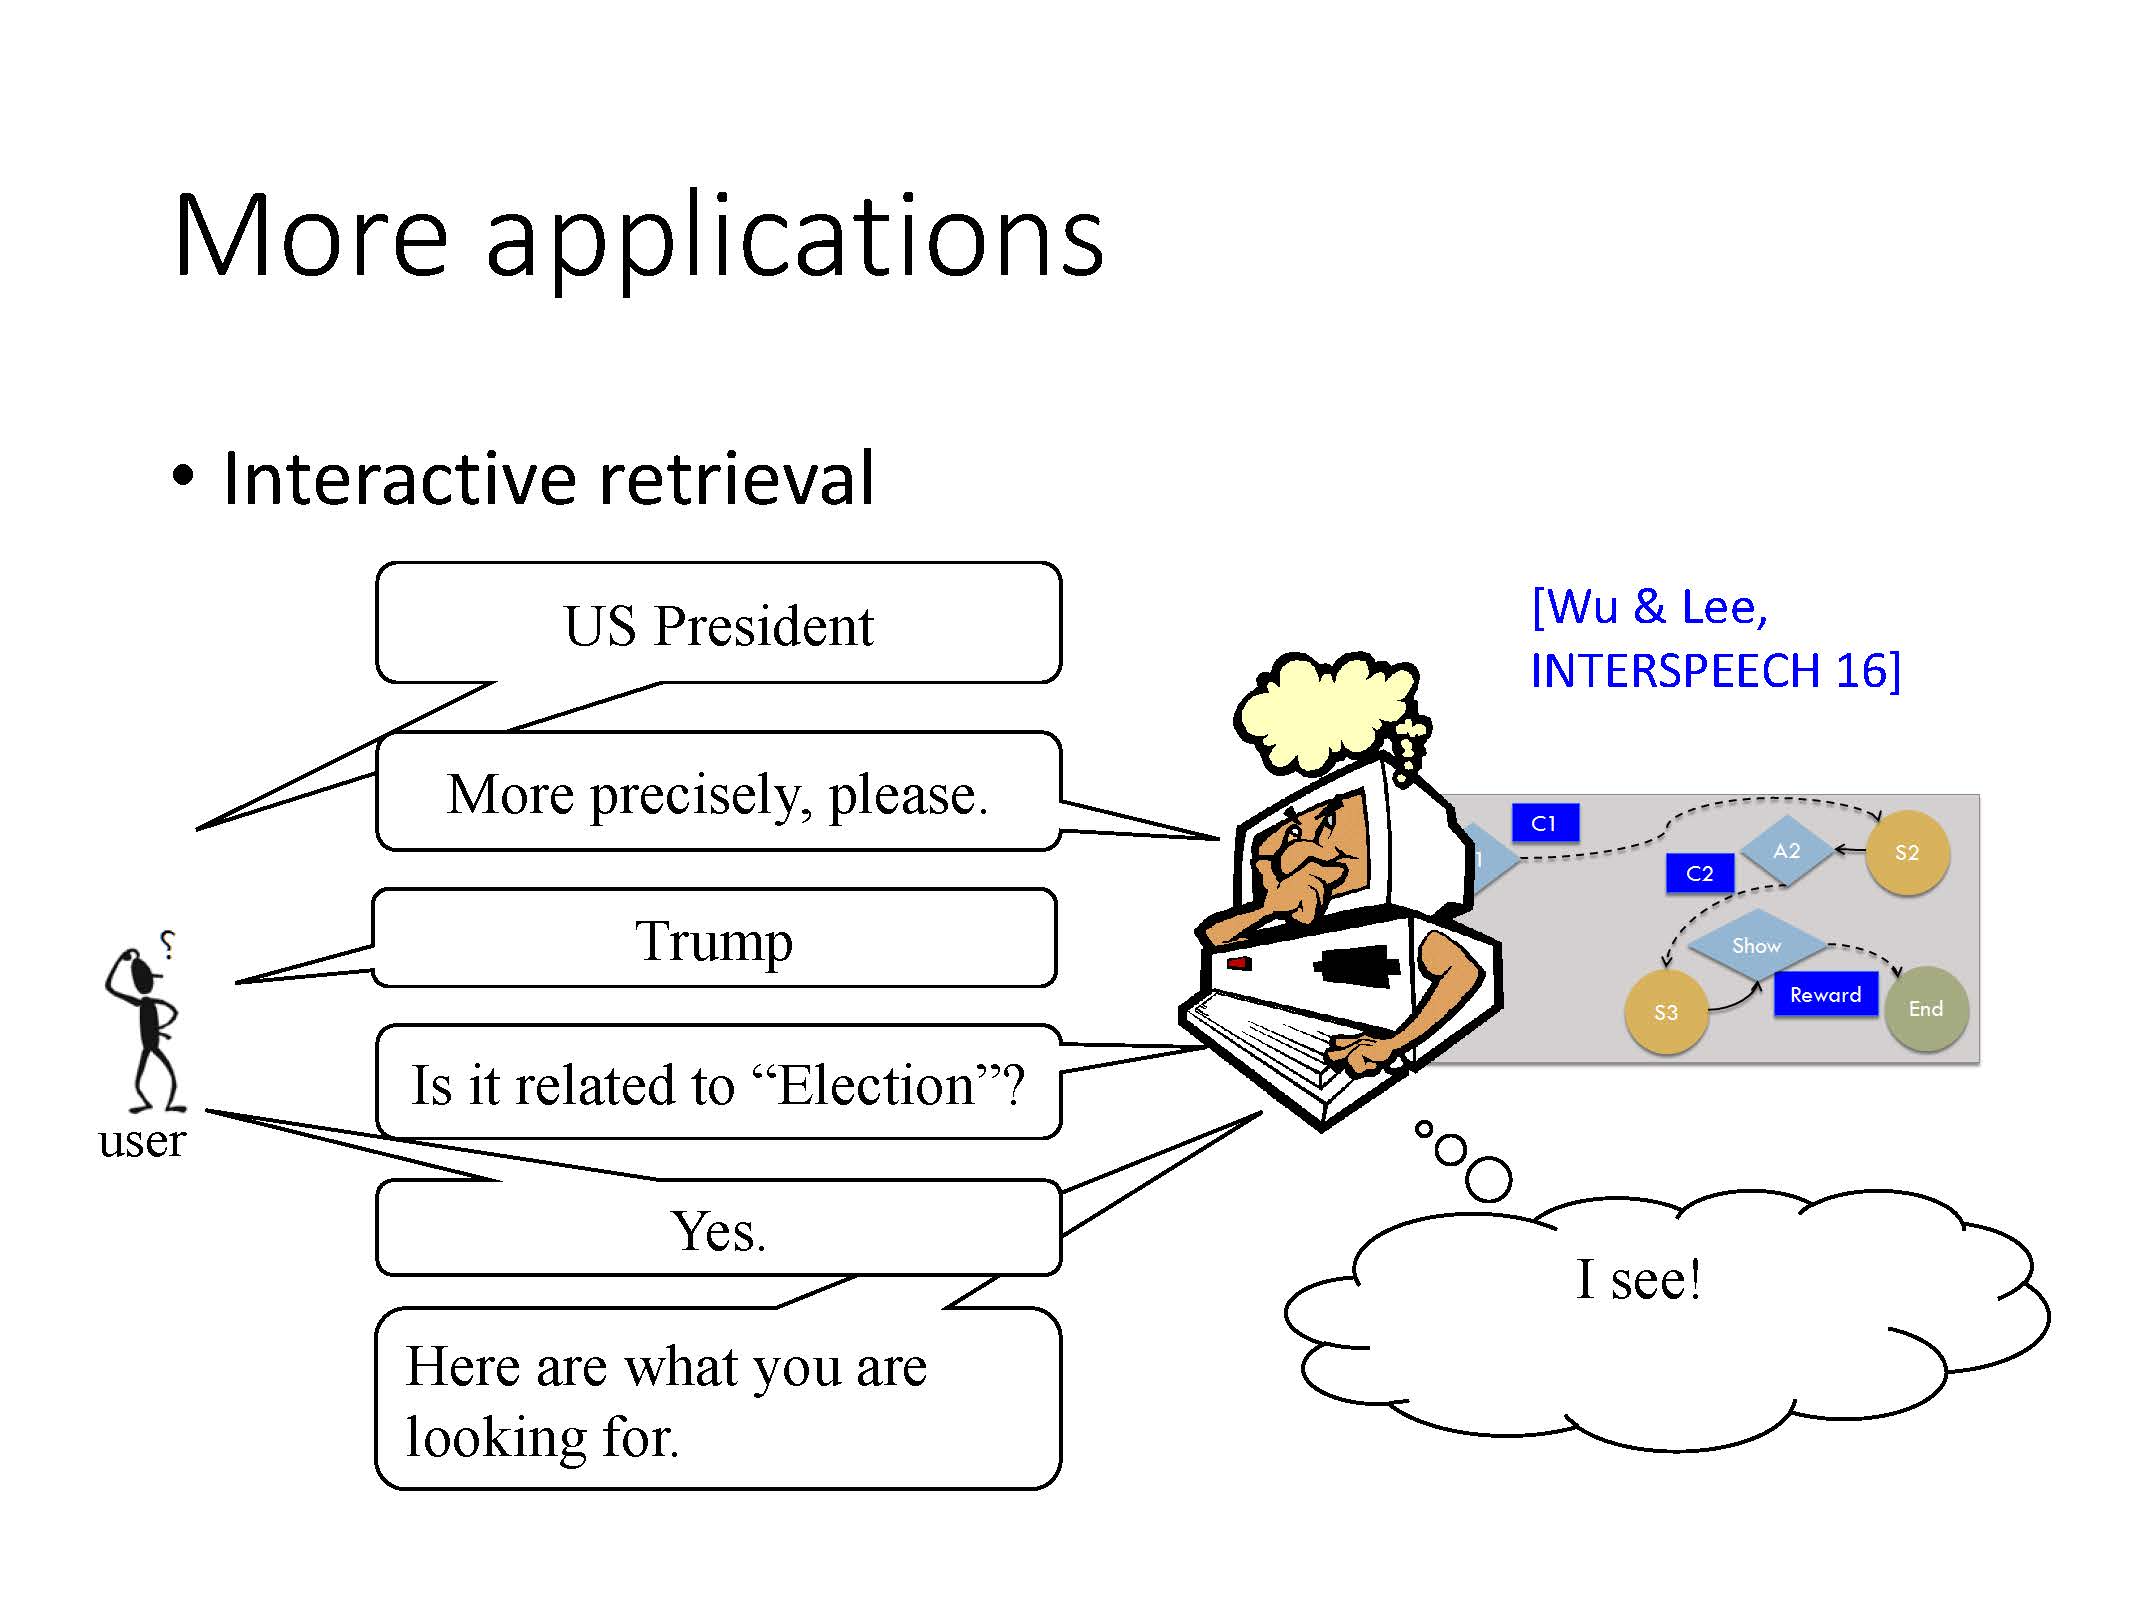 More applications
• Interactive retrieval
US President
[Wu & Lee,
INTERSPEECH 16]
More precisely, please.
Trump
Is it related to “Election”?
Yes.
Here are what you are
looking for.
user
?
1
C1
A2
S2
C2
Show
S3
Reward
End
I see!